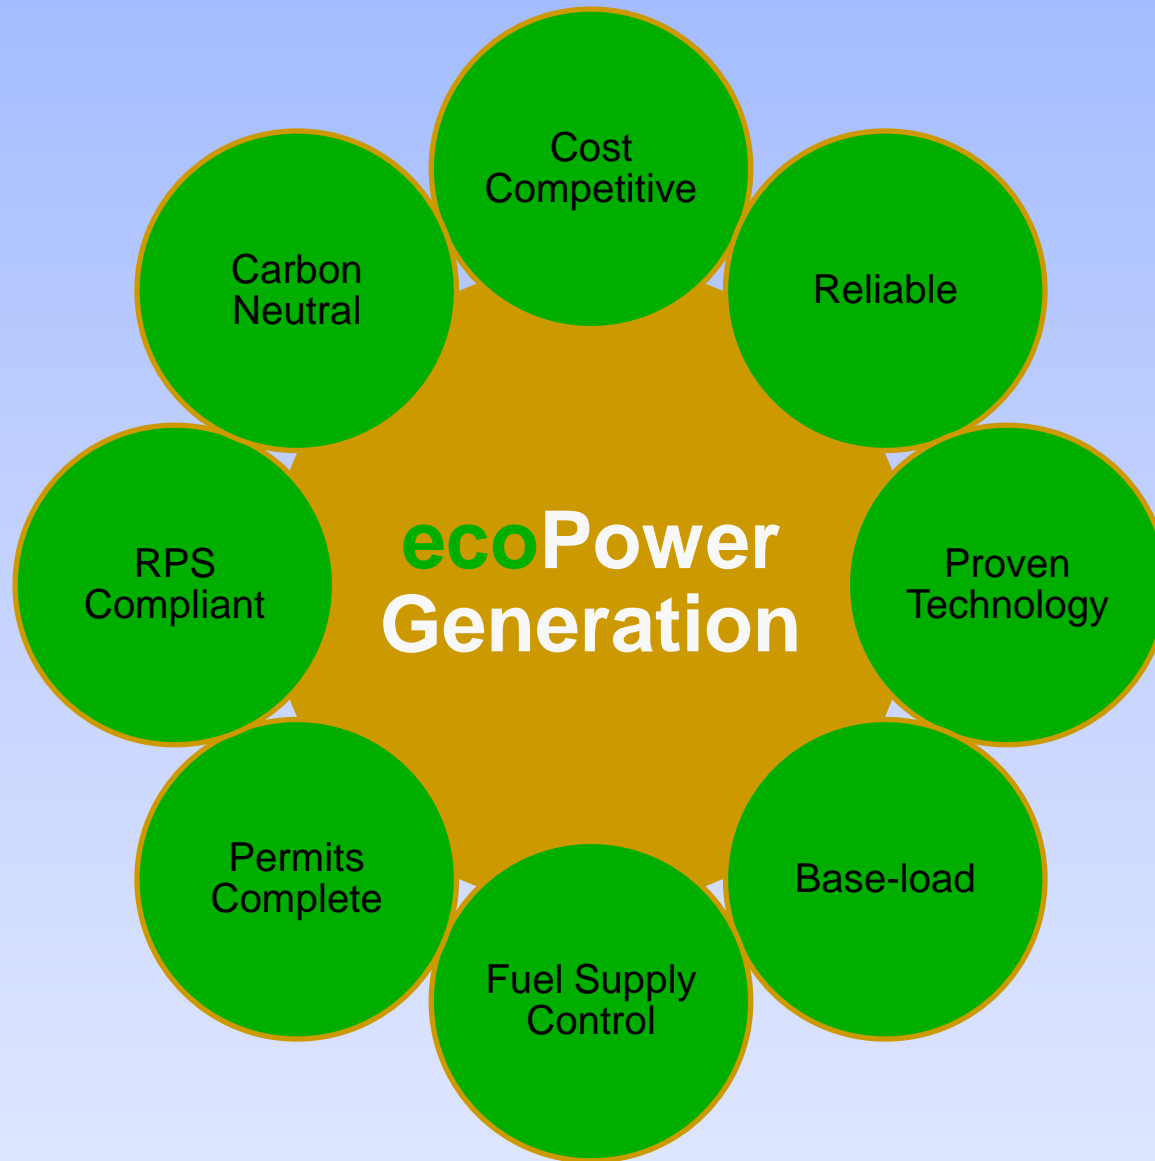 Cost
Competitive
Carbon
Neutral
Reliable
ecoPower
Generation
RPS
Compliant
Proven
Technology
Permits
Complete
Base-load
Fuel Supply
Control